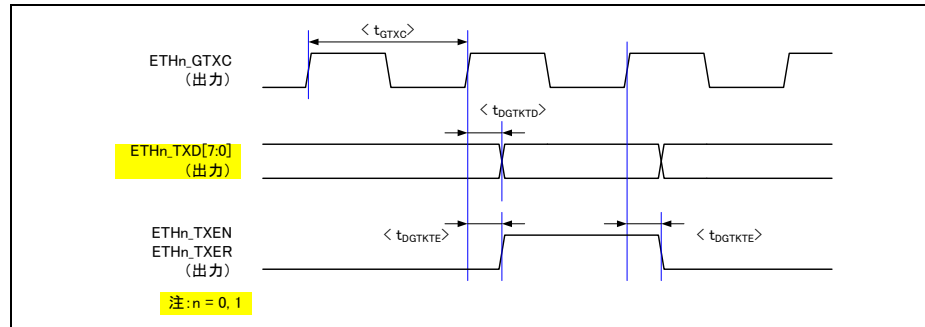 < tGTXC >
ETHn_GTXC
(出力)
< tDGTKTD>
ETHn_TXD[7:0]
(出力)
ETHn_TXEN
ETHn_TXER
(出力)
< tDGTKTE>
< tDGTKTE>
注:n = 0, 1